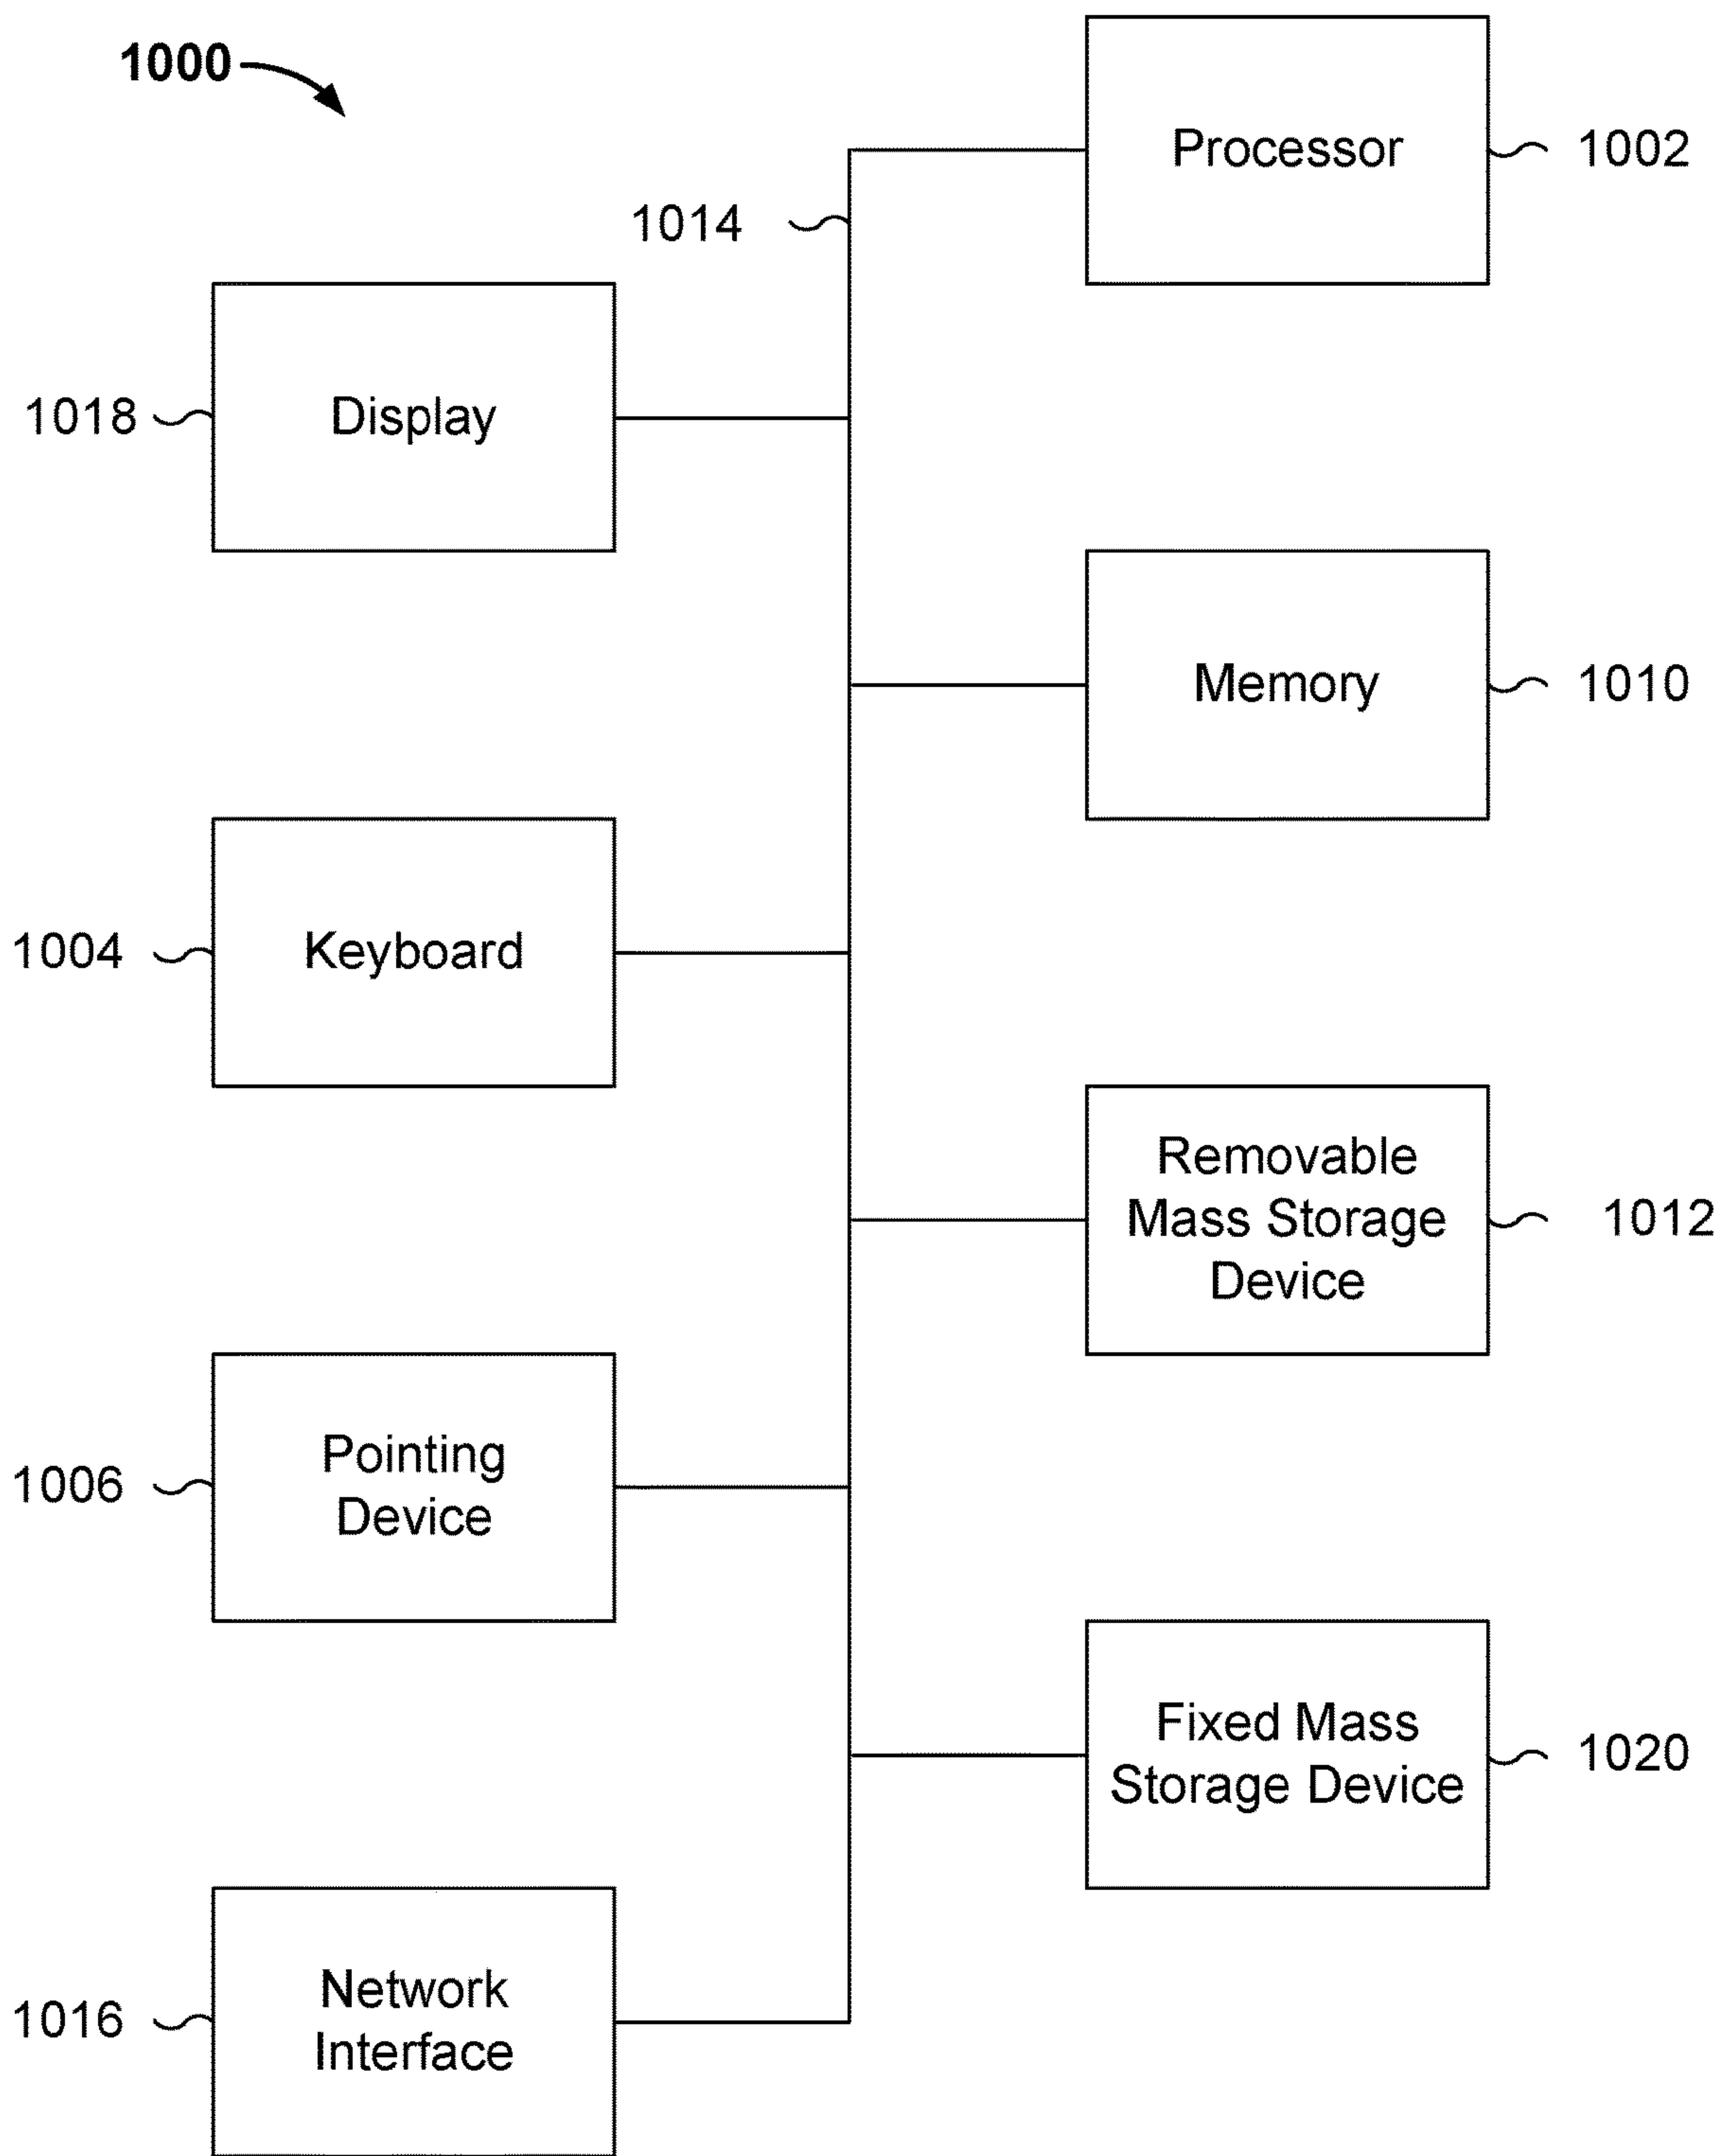 1000
Processor
1002
1014
1018
Display
Memory
1010
1004
Keyboard
Removable
Mass Storage
Device
1012
1006
Pointing
Device
Fixed Mass
Storage Device
1020
1016
Network
Interface